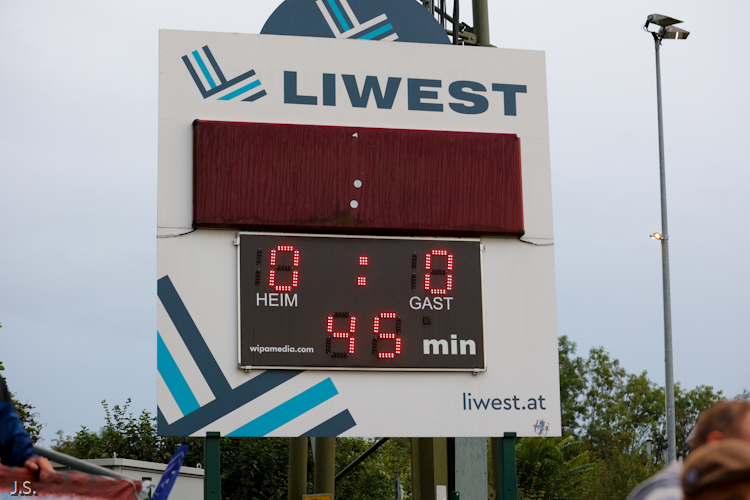 LIWEST
0 : 0
HEIM GAST
45 min
wipamedia.com
liwest.at
J.S.